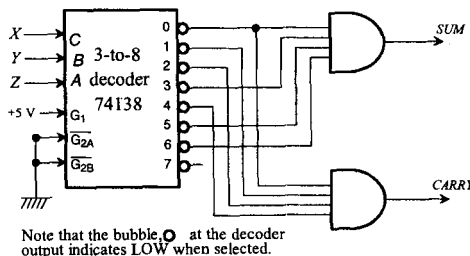 X
Y
Z
+5 V
C
B
A
G1
G2A
G2B
3-to-8
decoder
74138
0
1
2
3
4
5
6
7
SUM
CARRY
Note that the bubble, at the decoder
output indicates LOW when selected.